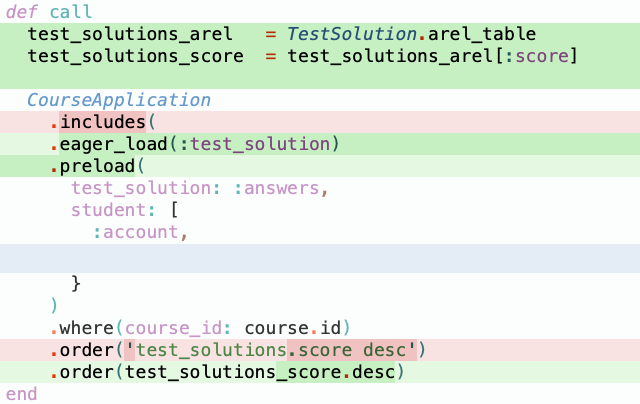 def call
  test_solutions_arel   = TestSolution.arel_table
  test_solutions_score  = test_solutions_arel[:score]
  CourseApplication
    .includes(
    .eager_load(:test_solution)
    .preload(
      test_solution: :answers,
      student: [
        :account,
      }
    )
    .where(course_id: course.id)
    .order('test_solutions.score desc')
    .order(test_solutions_score.desc)
end